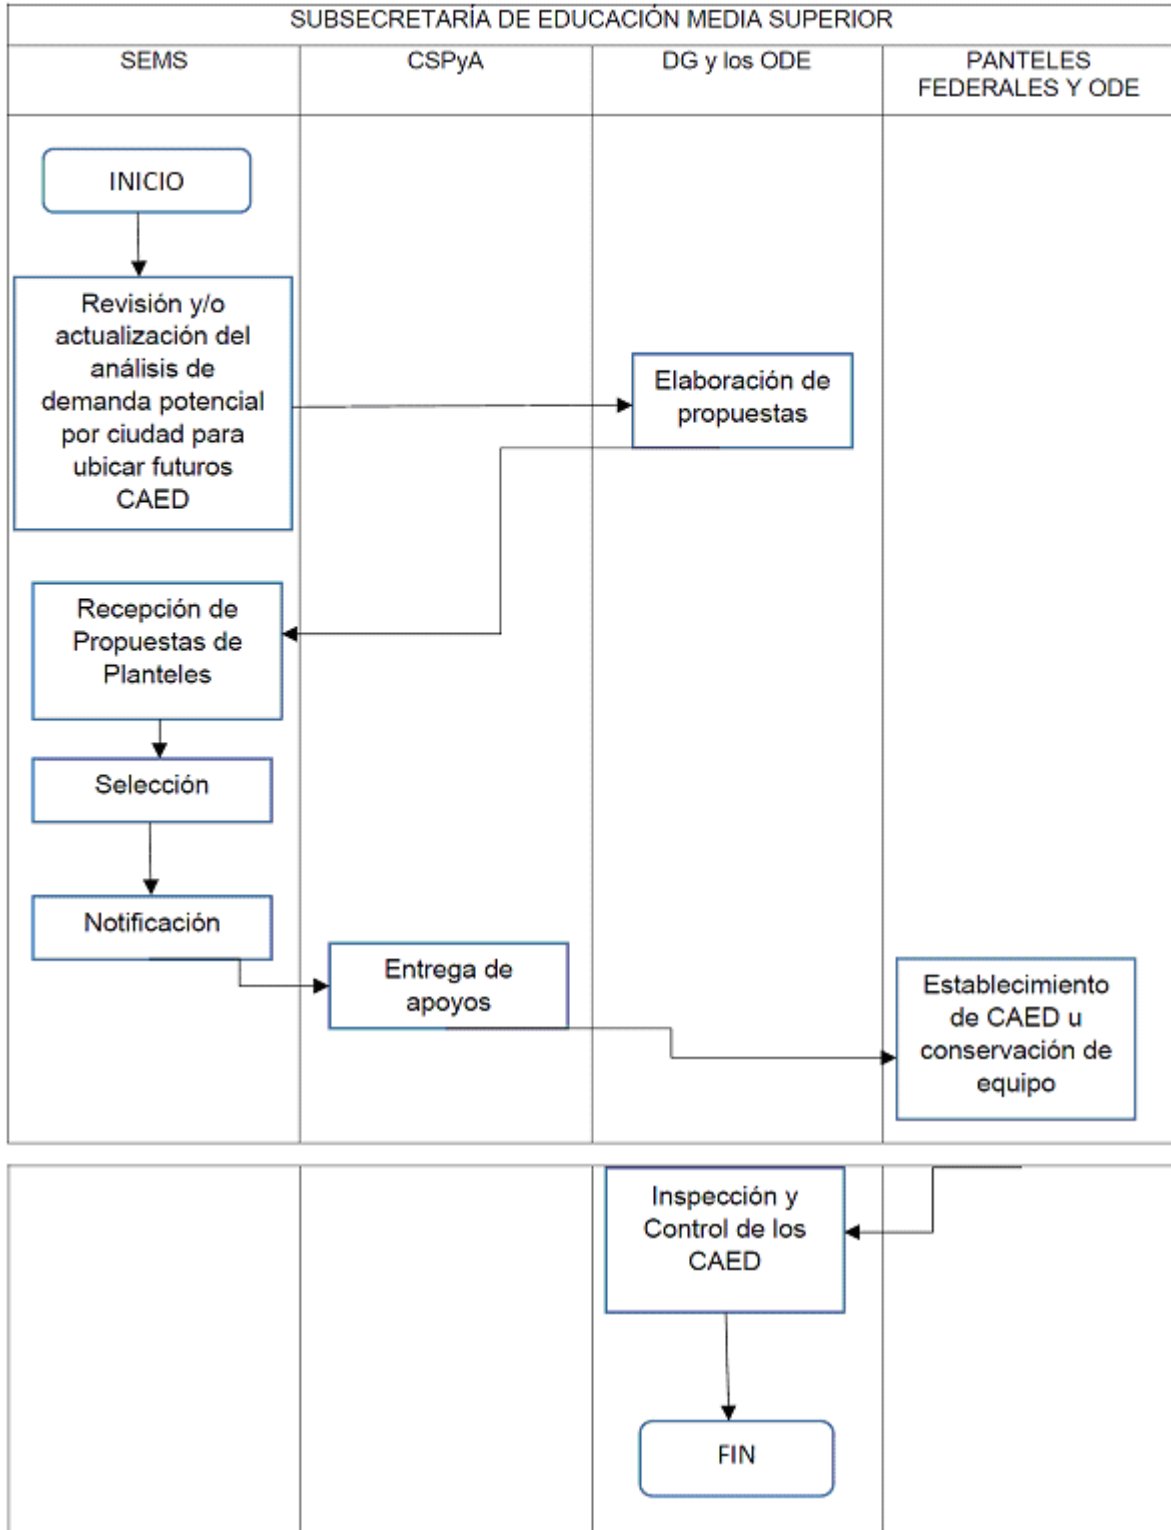 SUBSECRETARÍA DE EDUCACIÓN MEDIA SUPERIOR
SEMS
CSPyA
DG y los ODE
PANTELES
FEDERALES Y ODE
INICIO
Revisión y/o
actualización del
análisis de
demanda potencial
por ciudad para
ubicar futuros
CAED
Elaboración de
propuestas
Recepción de
Propuestas de
Planteles
Selección
Notificación
Entrega de
apoyos
Establecimiento
de CAED u
conservación de
equipo
Inspección y
Control de los
CAED
FIN